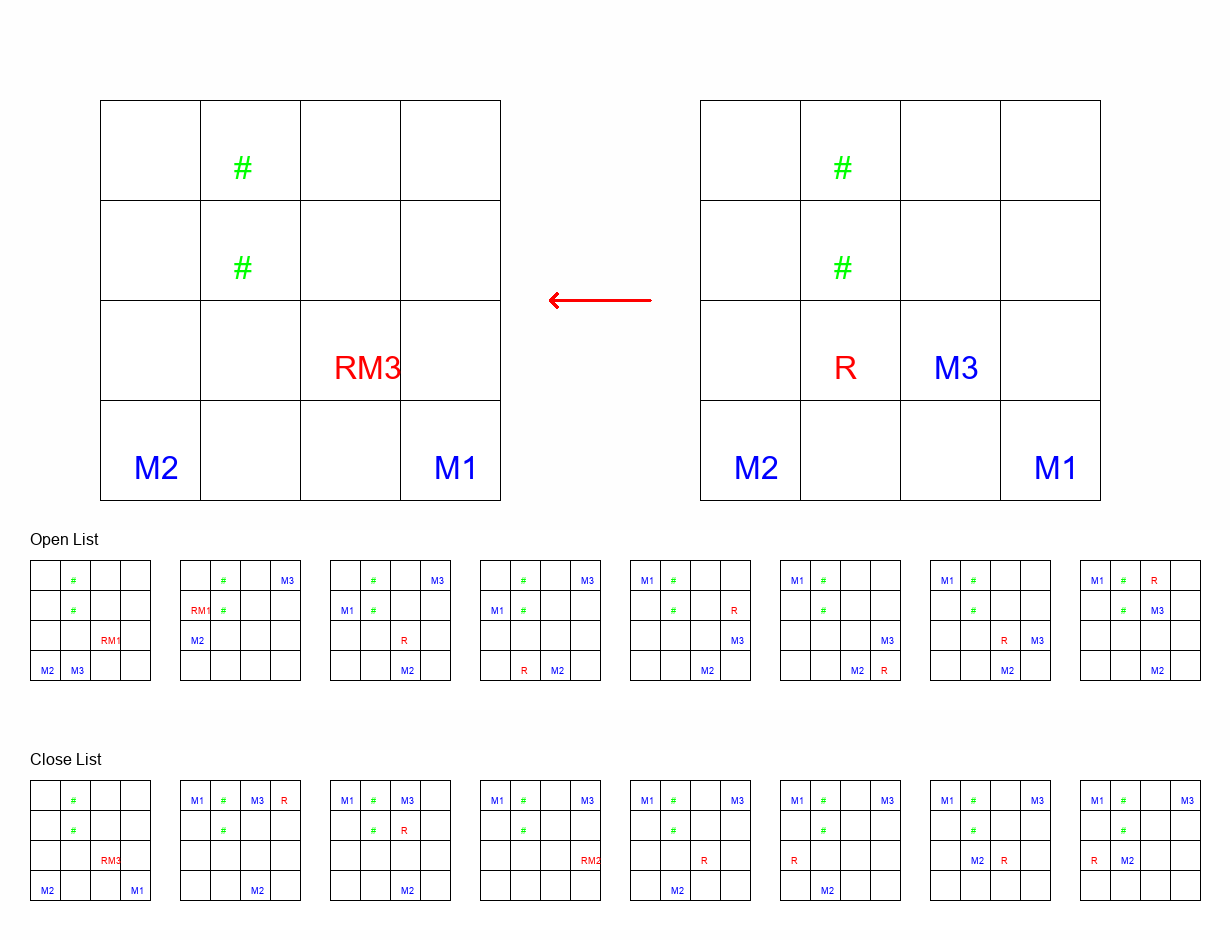 # #
# #
RM3 R M3
M2 M1 M2 M1
Open List
# # M3 # M3 # M3 M1 # M1 # M1 # M1 # R
# RM1 # M1 # M1 # # R # # # M3
RM1 M2 R M3 M3 R M3
M2 M3 M2 R M2 M2 M2 R M2 M2
Close List
# M1 # M3 R M1 # M3 M1 # M3 M1 # M3 M1 # M3 M1 # M3 M1 # M3
# # # R # # # # #
RM3 RM2 R R M2 R R M2
M2 M1 M2 M2 M2 M2